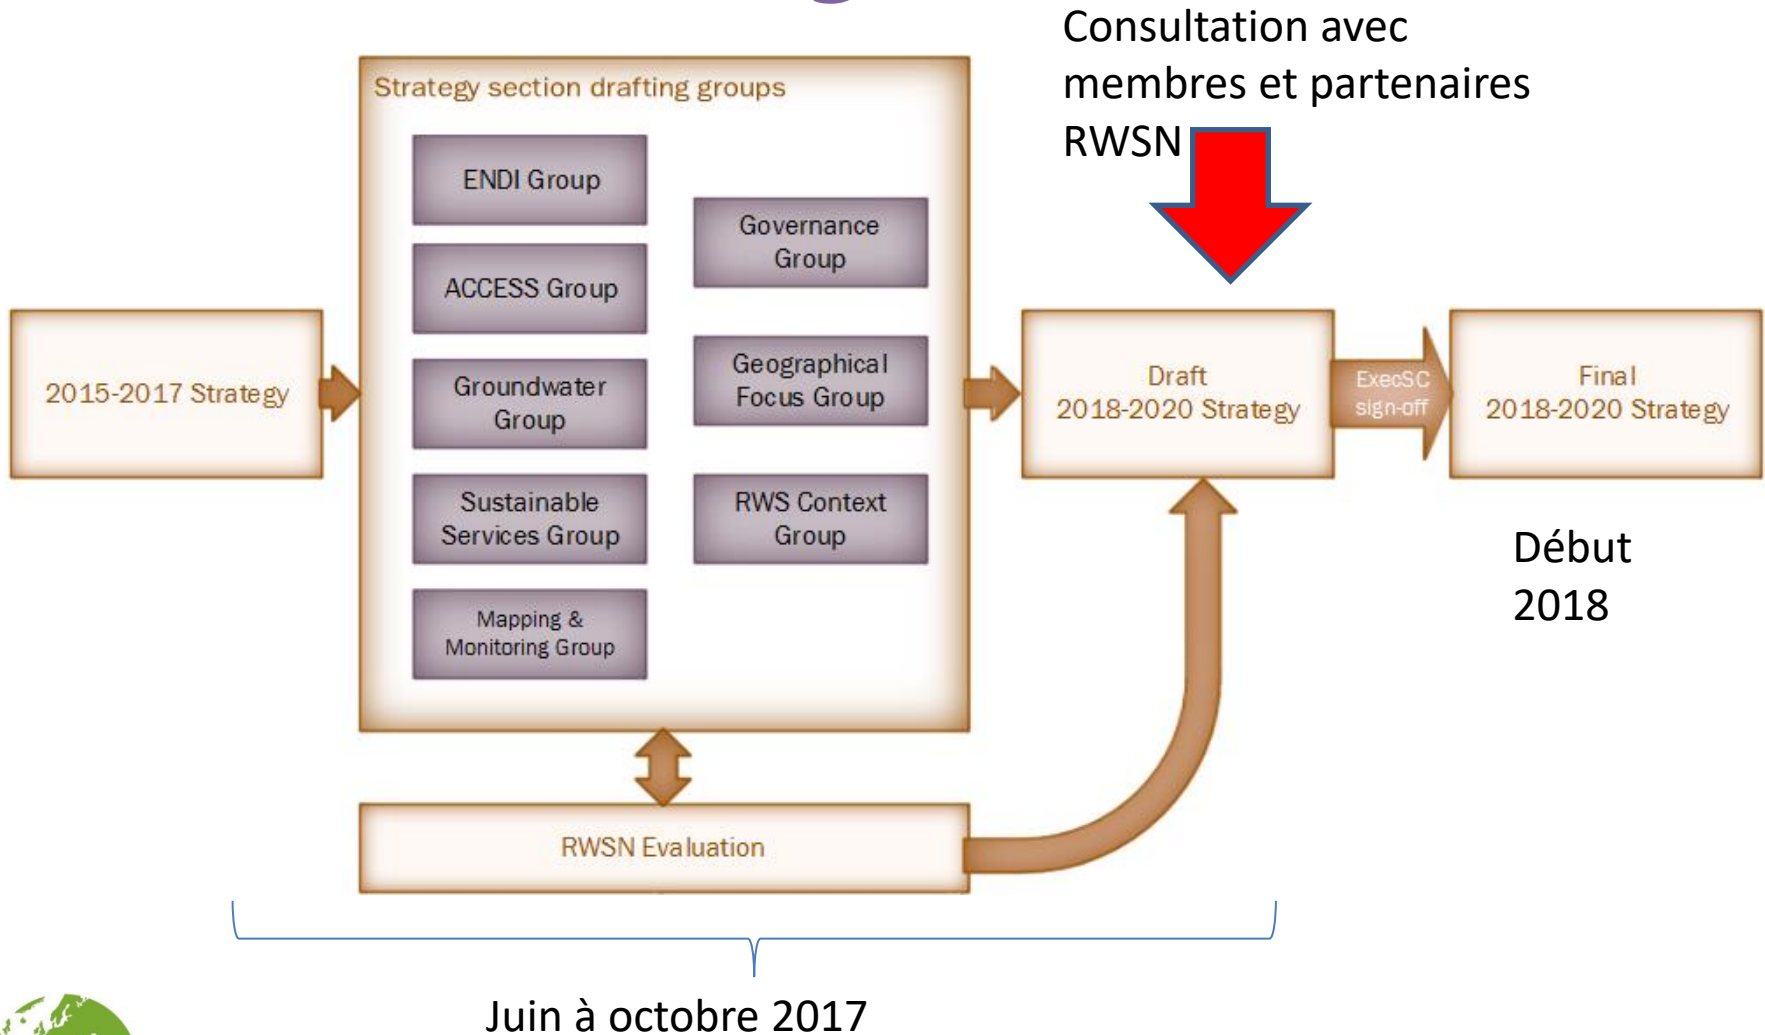 Consultation avec
membres et partenaires
RWSN
Strategy section drafting groups
ENDI Group
ACCESS Group
Groundwater
Group
Sustainable
Services Group
Mapping &
Monitoring Group
Governance
Group
Geographical
Focus Group
RWS Context
Group
2015-2017 Strategy
Draft
2018-2020 Strategy
ExecSC
sign-off
Final
2018-2020 Strategy
Début
2018
RWSN Evaluation
Juin à octobre 2017